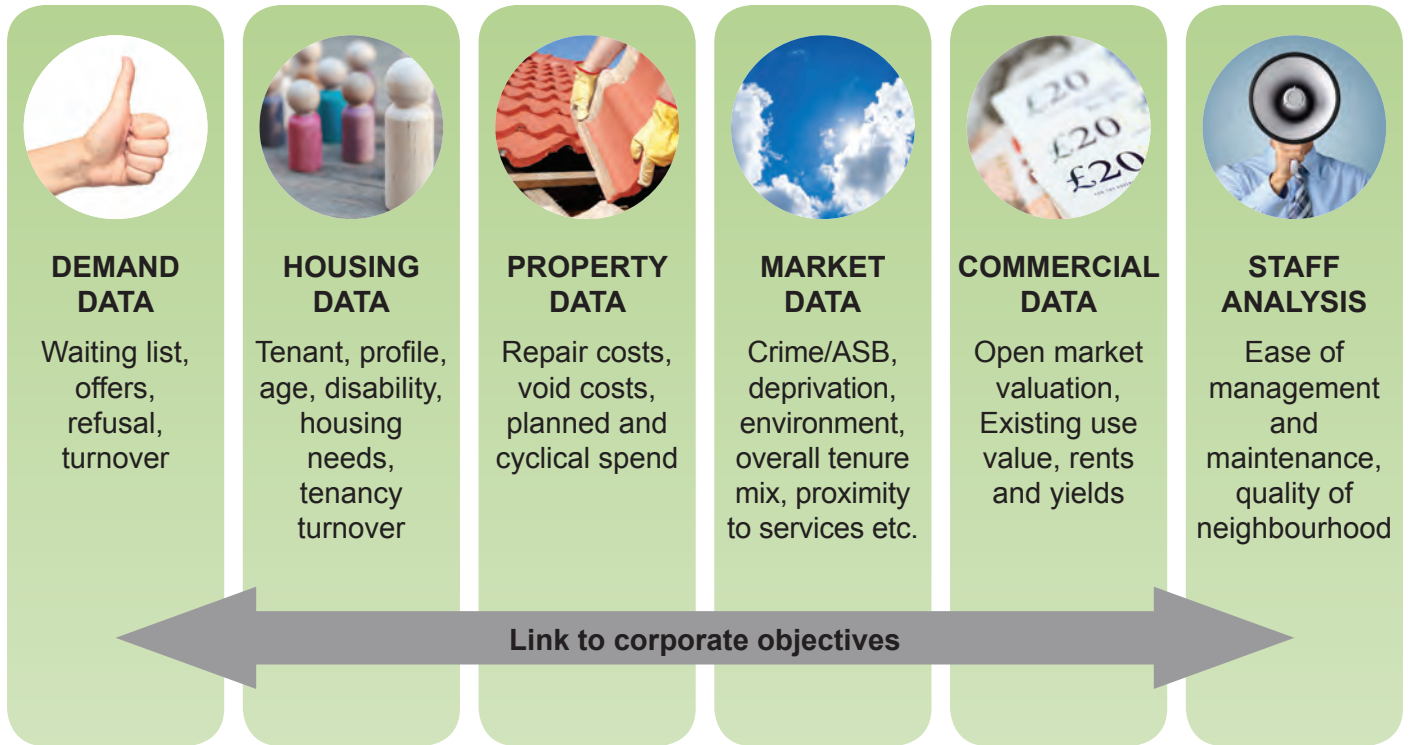 £20
£20
£20
DEMAND
DATA
Waiting list,
offers,
refusal,
turnover
HOUSING
DATA
Tenant, profile,
age, disability,
housing
needs,
tenancy
turnover
PROPERTY
DATA
Repair costs,
void costs,
planned and
cyclical spend
MARKET
DATA
Crime/ASB,
deprivation,
environment,
overall tenure
mix, proximity
to services etc.
COMMERCIAL
DATA
Open market
valuation,
Existing use
value, rents
and yields
STAFF
ANALYSIS
Ease of
management
and
maintenance,
quality of
neighbourhood
Link to corporate objectives